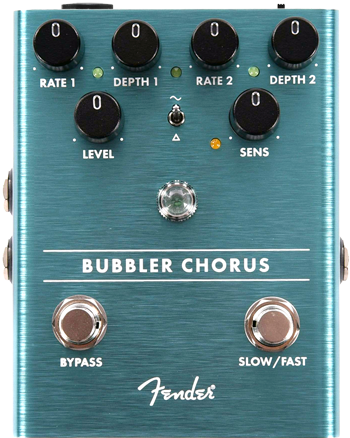 RATE 1 DEPTH 1 RATE 2 DEPTH 2
LEVEL SENS
BUBBLER CHORUS
BYPASS SLOW/FAST
Fender